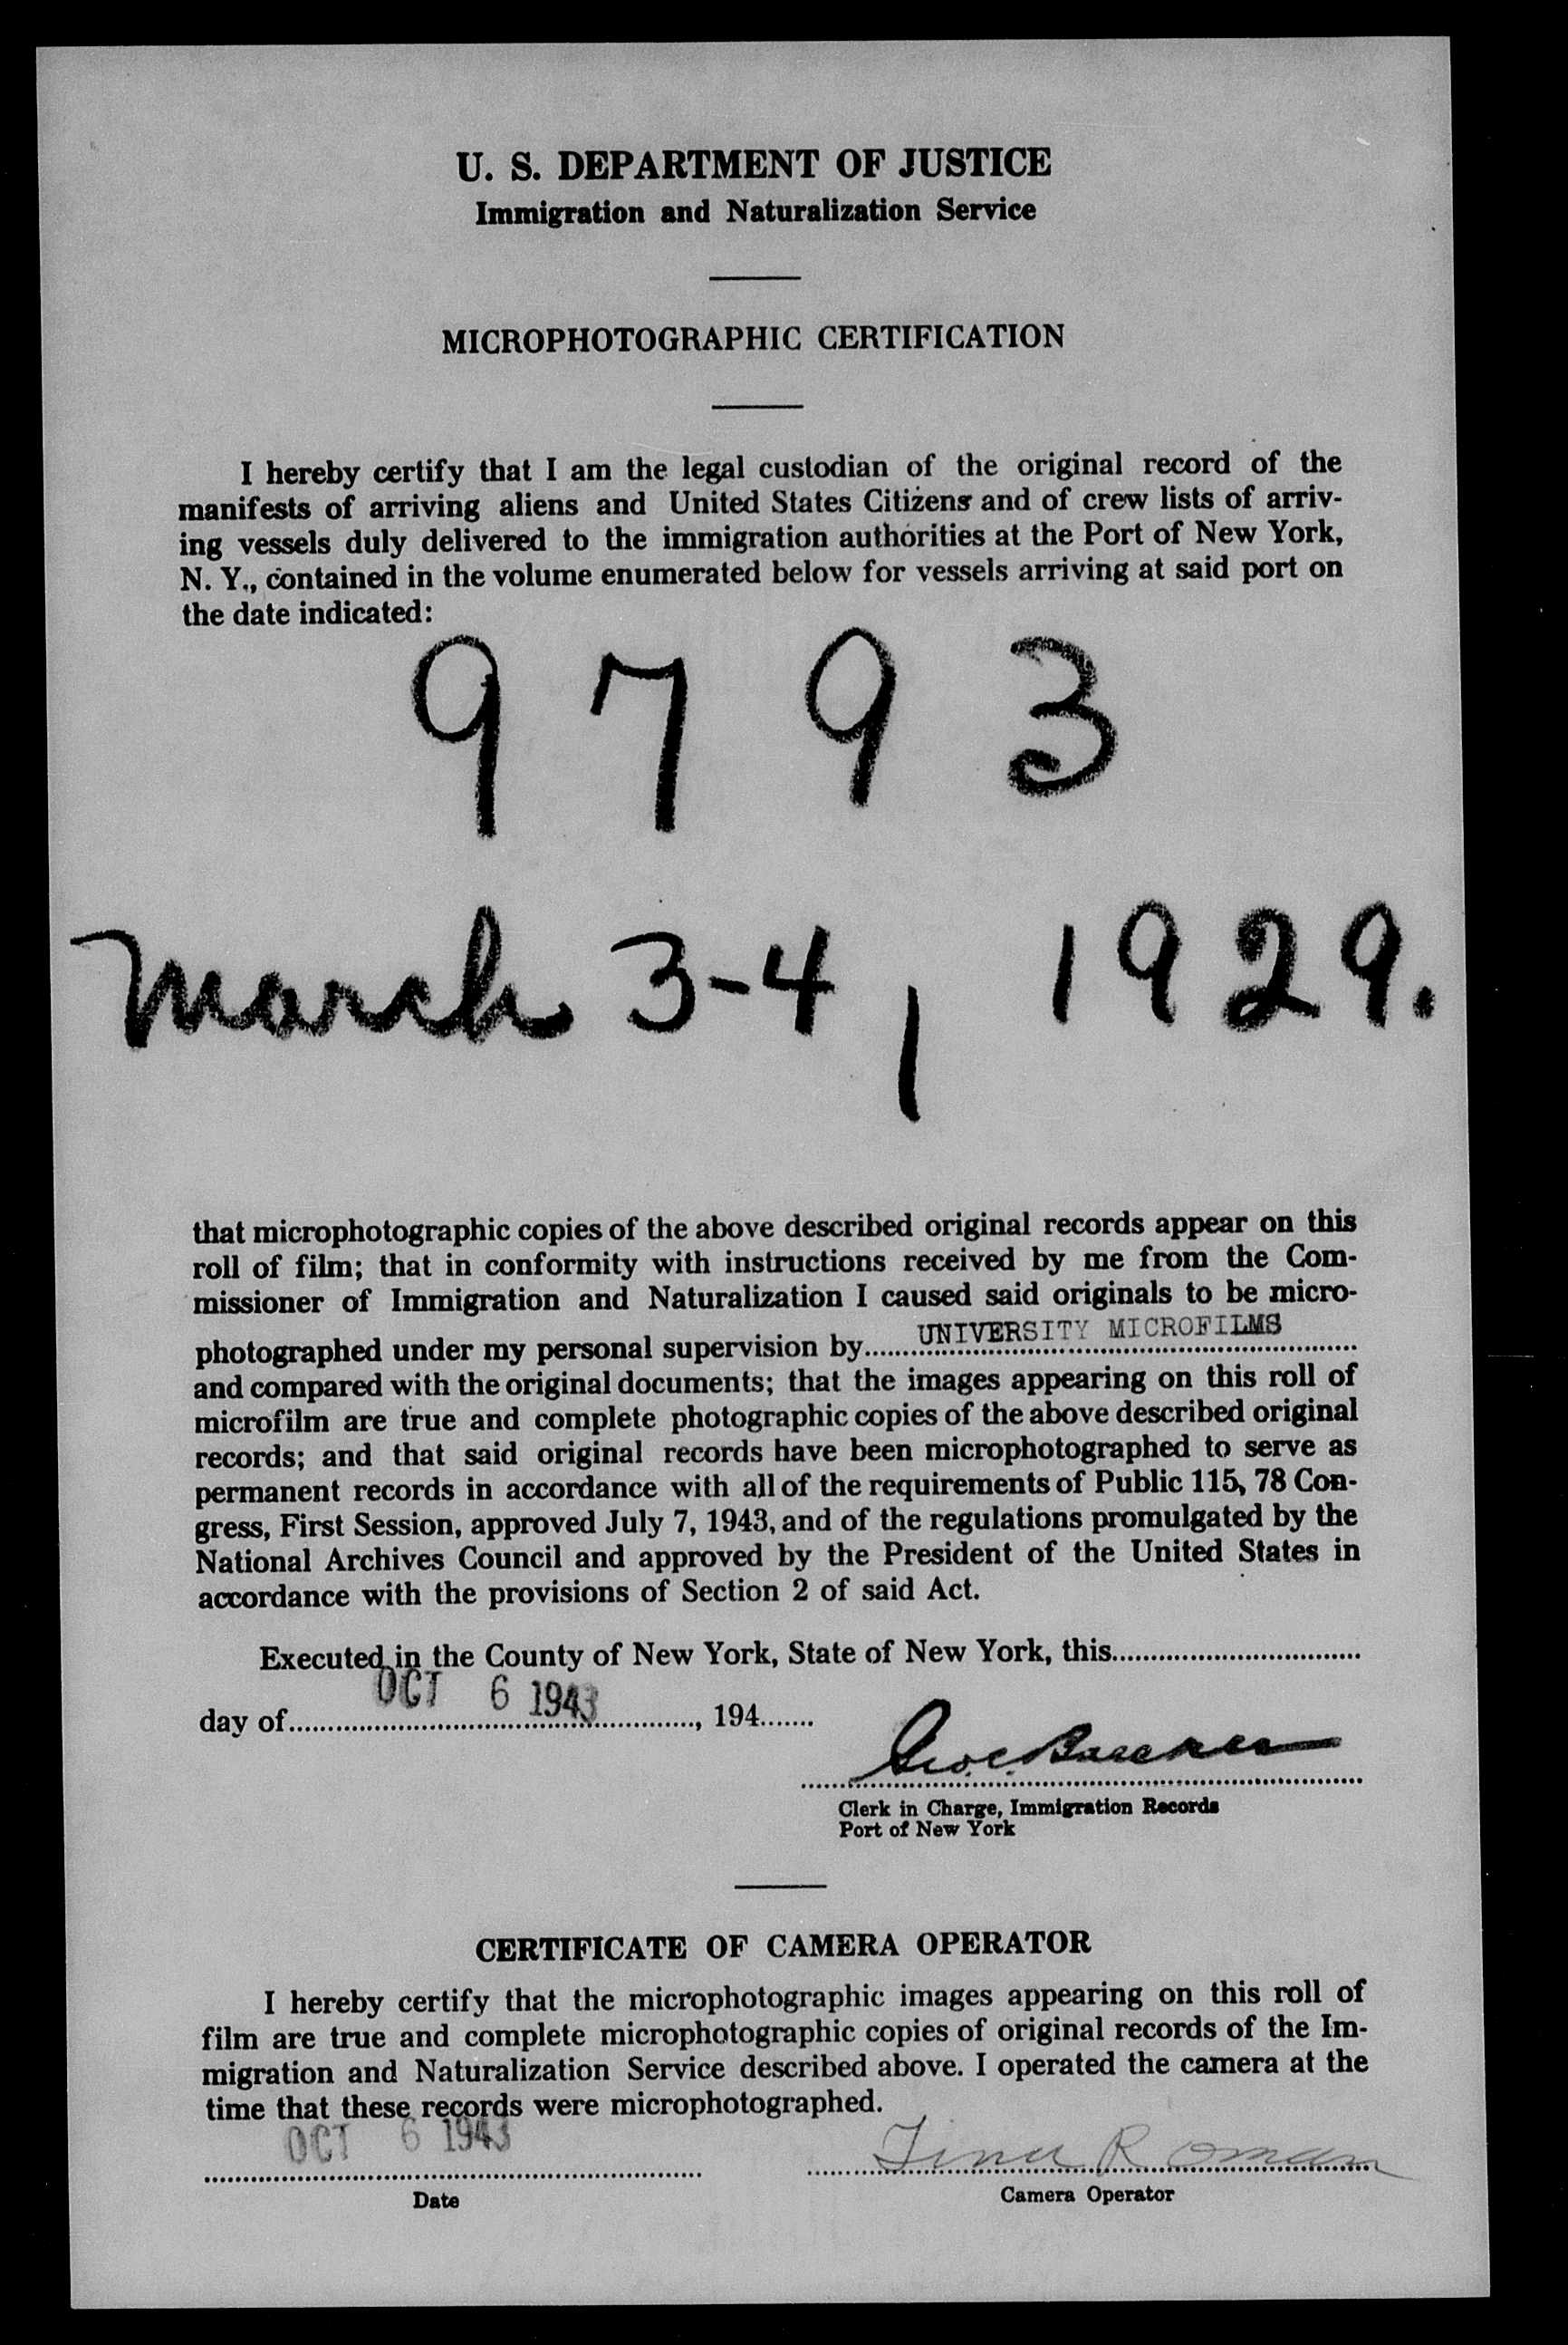 U. S. DEPARTMENT OF JUSTICE
Immigration and Naturalization Service
MICROPHOTOGRAPHIC CERTIFICATION
I hereby certify that I am the legal custodian of the original record of the
manifests of arriving aliens and United States Citizens and of crew lists of arriv-
ing vessels duly delivered to the immigration authorities at the Port of New York,
N. Y., contained in the volume enumerated below for vessels arriving at said port on
the date indicated:
9793
March 3-4, 1929.
that microphotographic copies of the above described original records appear on this
roll of film; that in conformity with instructions received by me from the Com-
missioner of Immigration and Naturalization I caused said originals to be micro-
photographed under my personal supervision by UNIVERSITY MICROFILMS
and compared with the original documents; that the images appearing on this roll of
microfilm are true and complete photographic copies of the above described original
records; and that said original records have been microphotographed to serve as
permanent records in accordance with all of the requirements of Public 115, 78 Con-
gress, First Session, approved July 7, 1943, and of the regulations promulgated by the
National Archives Council and approved by the President of the United States in
accordance with the provisions of Section 2 of said Act.
Executed in the County of New York, State of New York, this
day of OCT 6 1943, 194
Clerk in Charge, Immigration Records
Port of New York
CERTIFICATE OF CAMERA OPERATOR
I hereby certify that the microphotographic images appearing on this roll of
film are true and complete microphotographic copies of original records of the Im-
migration and Naturalization Service described above. I operated the camera at the
time that these records were microphotographed.
OCT 6 1943 Roman
Date Camera Operator